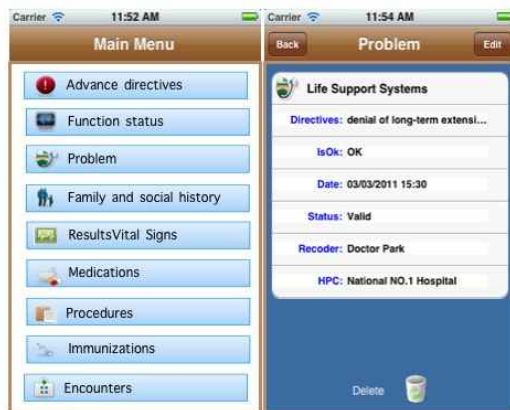 Carrier 11:52 AM
Main Menu
Advance directives
Function status
Problem
Family and social history
ResultsVital Signs
Medications
Procedures
Immunizations
Encounters
Carrier 11:54 AM
Back Problem Edit
Life Support Systems
Directives: denial of long-term extensi...
IsOk: OK
Date: 03/03/2011 15:30
Status: Valid
Recoder: Doctor Park
HPC: National NO.1 Hospital
Delete